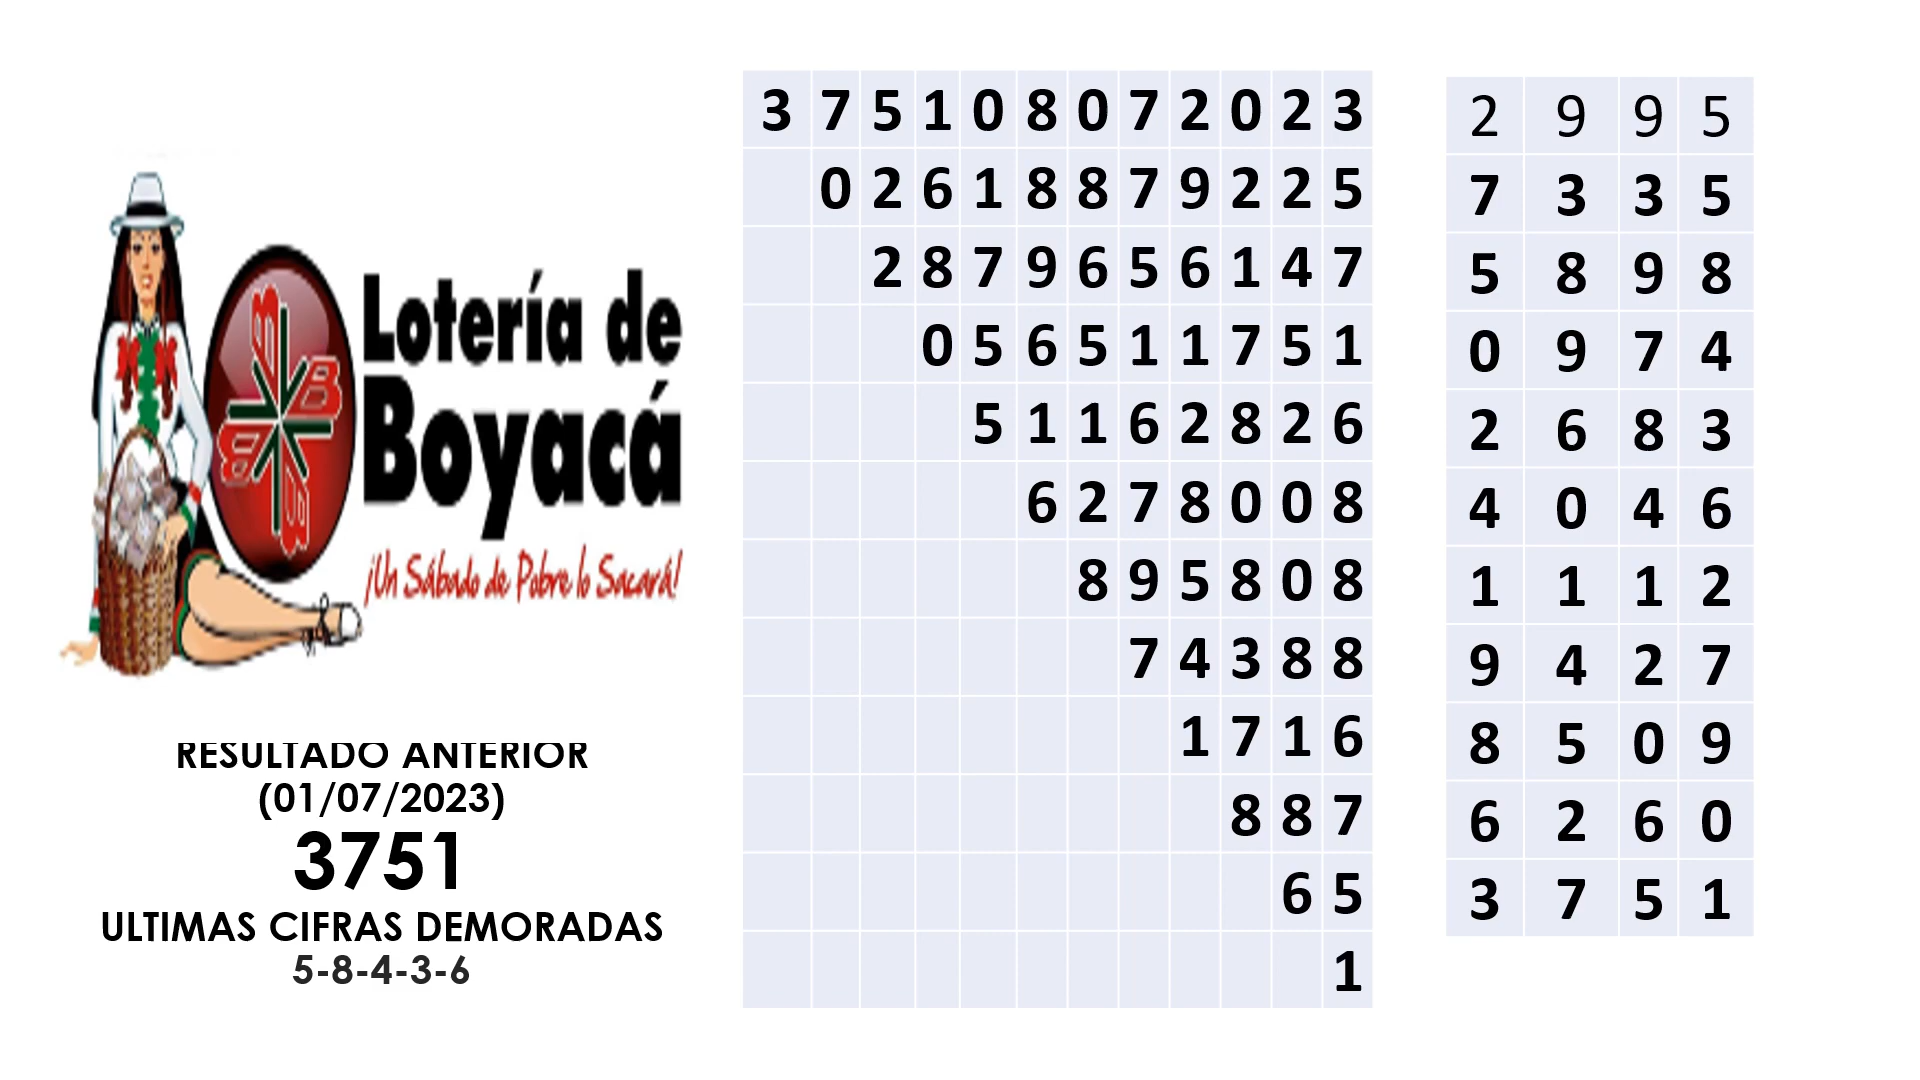 Lotería de
Boyacá
¡Un Sábado de Pobre lo Sacará!
RESULTADO ANTERIOR
(01/07/2023)
3751
ULTIMAS CIFRAS DEMORADAS
5-8-4-3-6
3 7 5 1 0 8 0 7 2 0 2 3
0 2 6 1 8 8 7 9 2 2 5
2 8 7 9 6 5 6 1 4 7
0 5 6 5 1 1 7 5 1
5 1 1 6 2 8 2 6
6 2 7 8 0 0 8
8 9 5 8 0 8
7 4 3 8 8
1 7 1 6
8 8 7
6 5
1
2 9 9 5
7 3 3 5
5 8 9 8
0 9 7 4
2 6 8 3
4 0 4 6
1 1 1 2
9 4 2 7
8 5 0 9
6 2 6 0
3 7 5 1